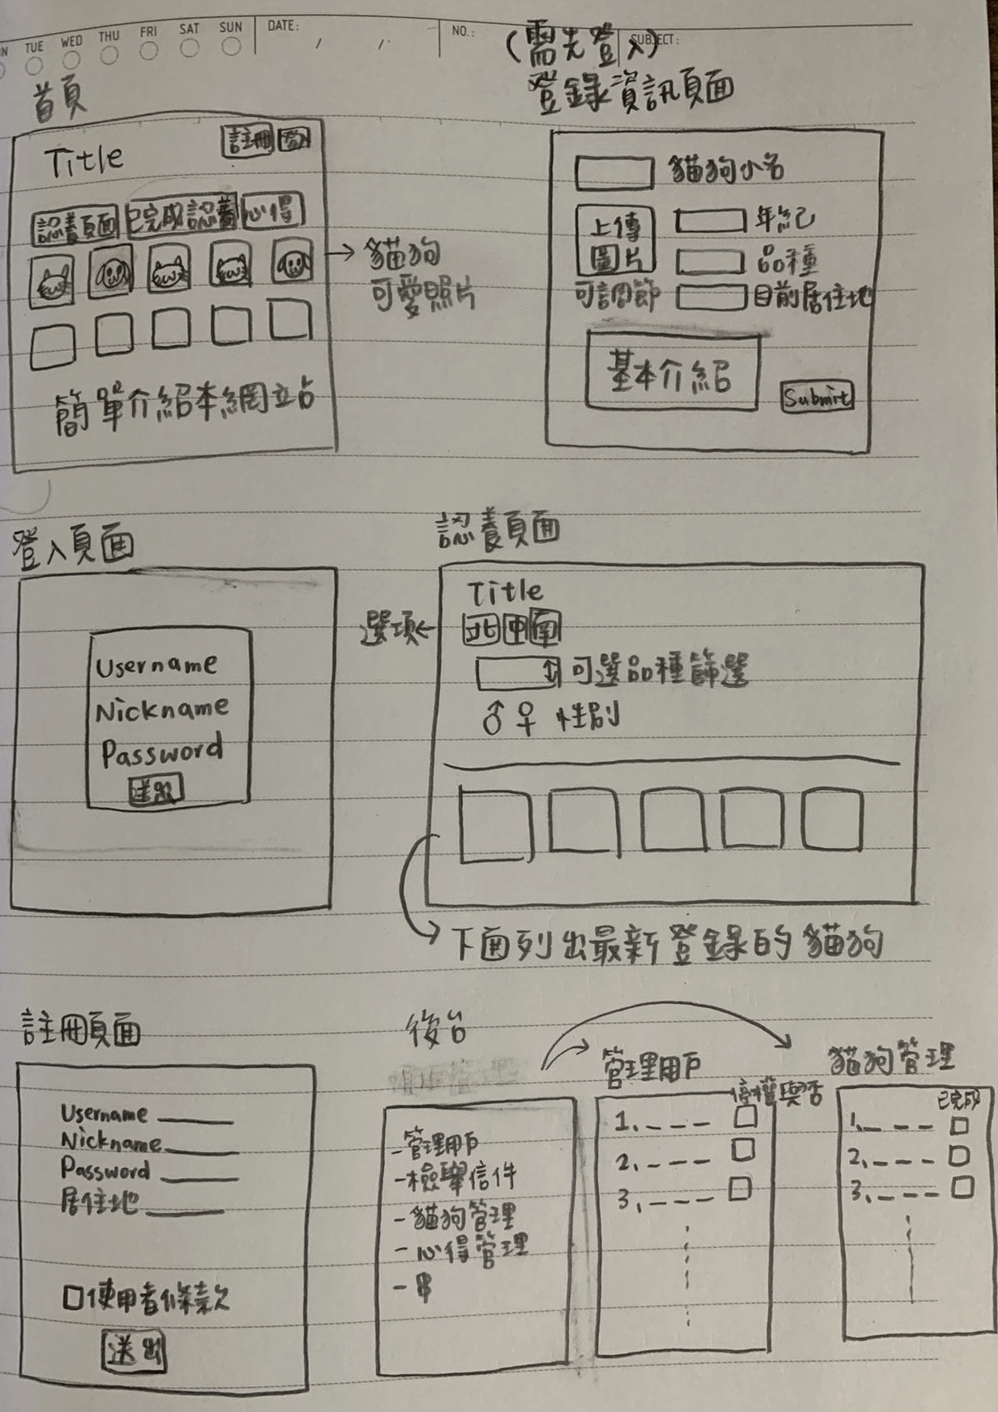 TUE WED THU FRI SAT SUN DATE: / / NO.: SUBJECT:
(需先登入)
首頁
登錄資訊頁面
Title
註冊 登入
認養頁面 已完成認養 心得
→貓狗
可愛照片
簡單介紹本網站
貓狗小名
上傳
圖片
可調節
年紀
品種
目前居住地
基本介紹
Submit
登入頁面
Username
Nickname
Password
送出
認養頁面
Title
選項←
北 中 南
可選品種篩選
♂ ♀ 性別
下面列出最新登錄的貓狗
註冊頁面
Username
Nickname
Password
居住地
使用者條款
送出
後台
-管理用戶
-檢舉信件
-貓狗管理
-心得管理
管理用戶
停權與否
1.
2.
3.
貓狗管理
已完成
1.
2.
3.